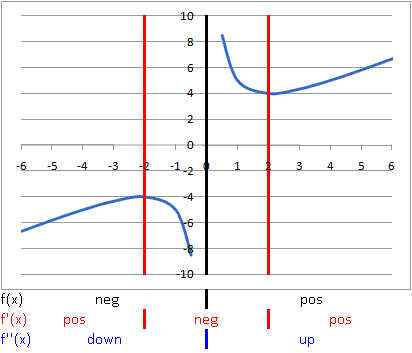 10
8
6
4
2
0
-6 -5 -4 -3 -2 -1 0 1 2 3 4 5 6
-2
-4
-6
-8
-10
f(x) neg pos
f'(x) pos neg pos
f''(x) down up